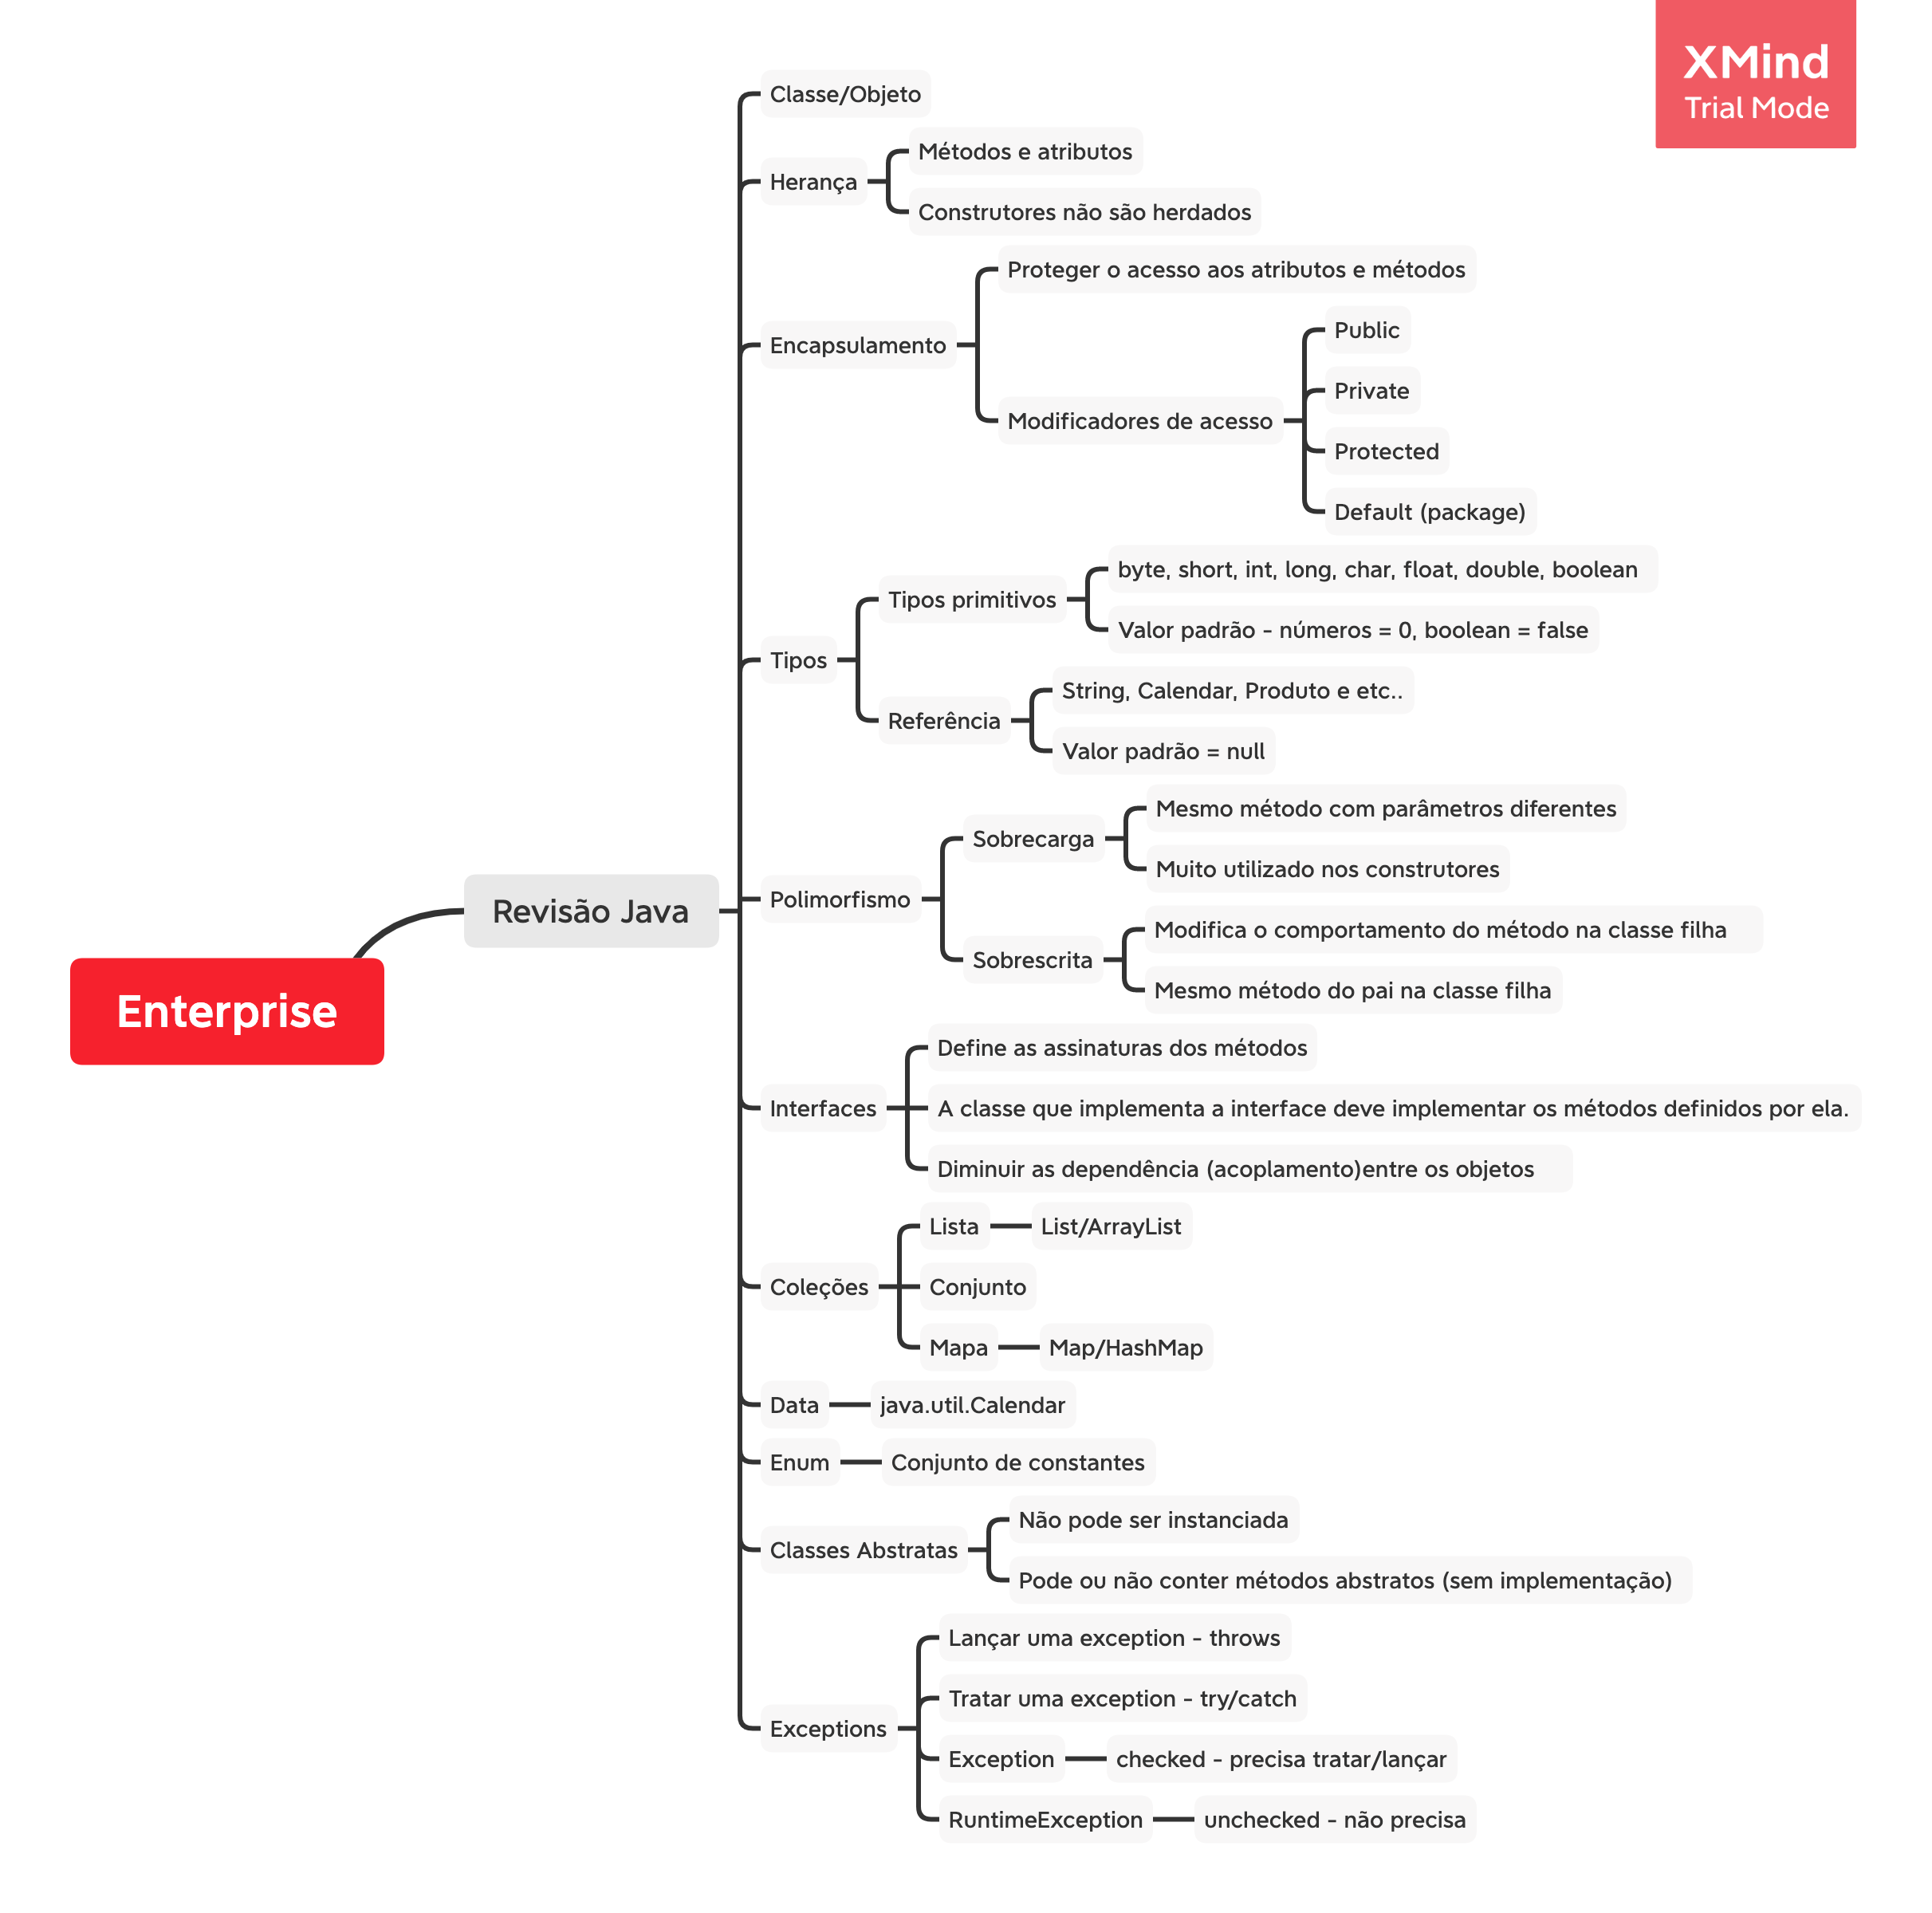 XMind
Trial Mode
Enterprise
Revisão Java
Classe/Objeto
Herança
Métodos e atributos
Construtores não são herdados
Encapsulamento
Proteger o acesso aos atributos e métodos
Modificadores de acesso
Public
Private
Protected
Default (package)
Tipos
Tipos primitivos
byte, short, int, long, char, float, double, boolean
Valor padrão - números = 0, boolean = false
Referência
String, Calendar, Produto e etc..
Valor padrão = null
Polimorfismo
Sobrecarga
Mesmo método com parâmetros diferentes
Muito utilizado nos construtores
Sobrescrita
Modifica o comportamento do método na classe filha
Mesmo método do pai na classe filha
Interfaces
Define as assinaturas dos métodos
A classe que implementa a interface deve implementar os métodos definidos por ela.
Diminuir as dependência (acoplamento)entre os objetos
Coleções
Lista
List/ArrayList
Conjunto
Mapa
Map/HashMap
Data
java.util.Calendar
Enum
Conjunto de constantes
Classes Abstratas
Não pode ser instanciada
Pode ou não conter métodos abstratos (sem implementação)
Exceptions
Lançar uma exception - throws
Tratar uma exception - try/catch
Exception
checked - precisa tratar/lançar
RuntimeException
unchecked - não precisa